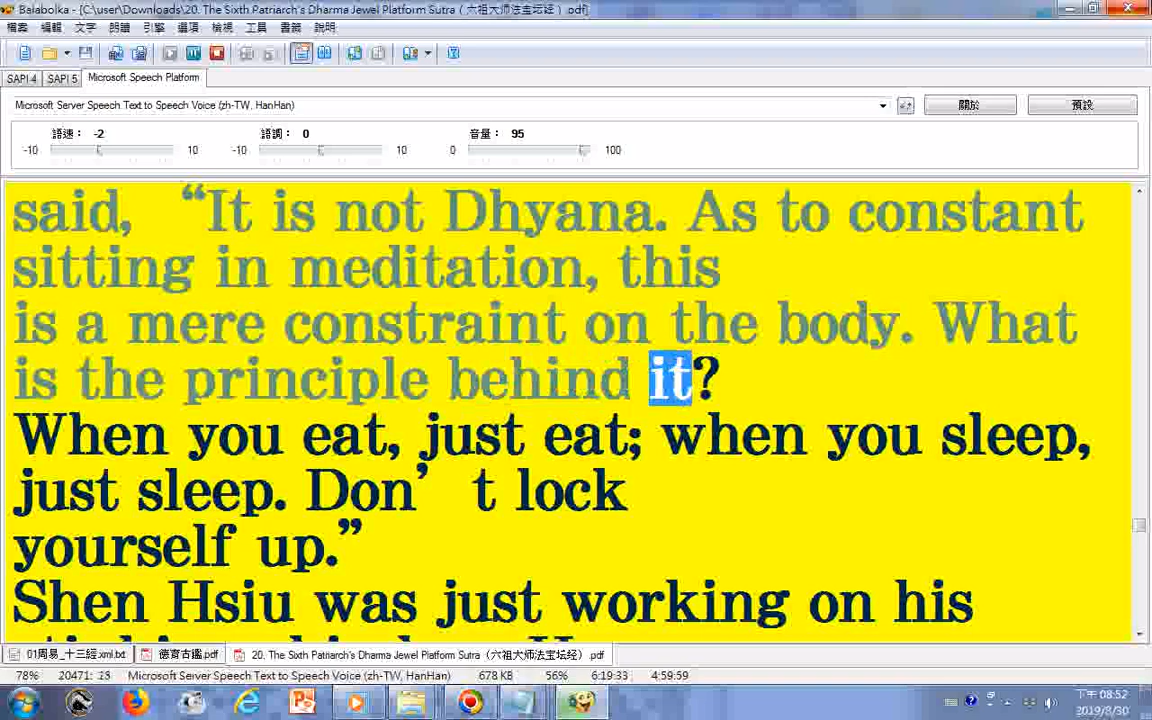 Balabolka - [C:\user\Downloads\20. The Sixth Patriarch's Dharma Jewel Platform Sutra（六祖大师法宝坛经）.pdf]
檔案 編輯 文字 朗讀 引擎 選項 檢視 工具 書籤 說明
SAPI 4 SAPI 5 Microsoft Speech Platform
Microsoft Server Speech Text to Speech Voice (zh-TW, HanHan) 關於 預設
語速： -2 語調： 0 音量： 95
-10 10 -10 10 0 100
said, “It is not Dhyana. As to constant
sitting in meditation, this
is a mere constraint on the body. What
is the principle behind it?
When you eat, just eat; when you sleep,
just sleep. Don’t lock
yourself up.”
Shen Hsiu was just working on his
01周易_十三經.xml.txt 德育古鑑.pdf 20. The Sixth Patriarch's Dharma Jewel Platform Sutra（六祖大师法宝坛经）.pdf
78% 20471: 23 Microsoft Server Speech Text to Speech Voice (zh-TW, HanHan) 678 KB 56% 6:19:33 4:59:59
下午 08:52
2019/8/30